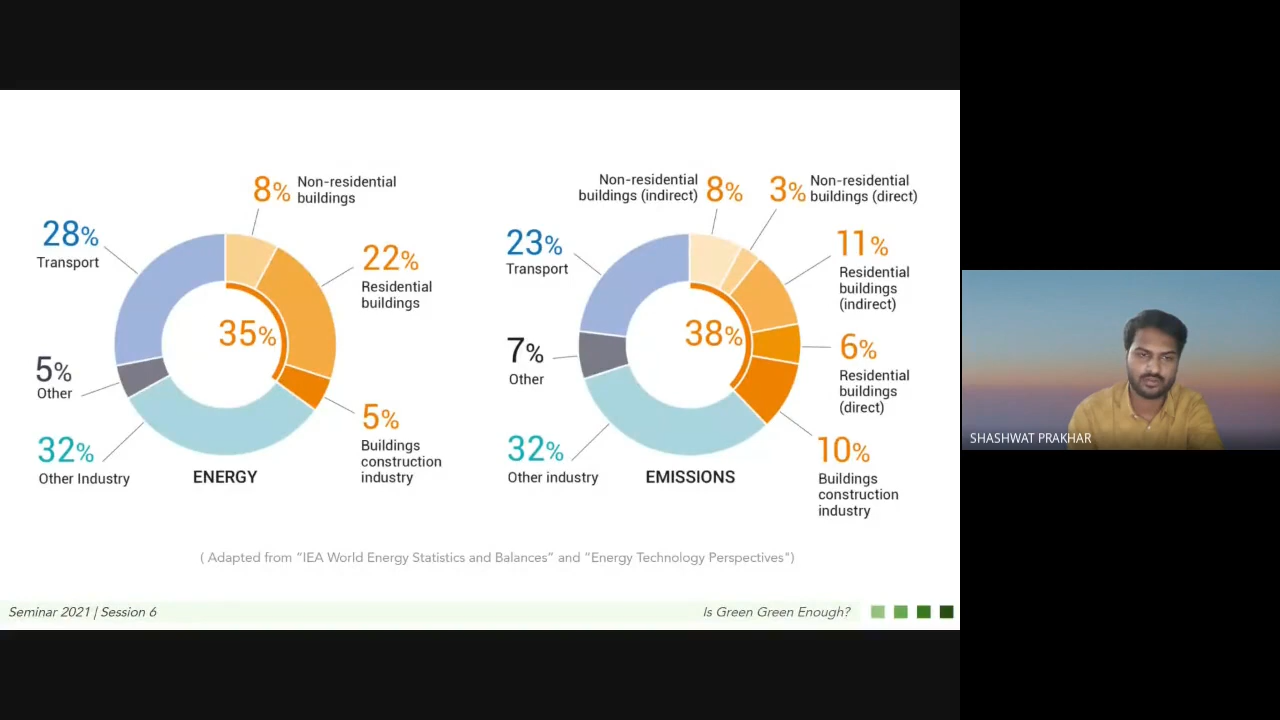 8% Non-residential
buildings
28%
Transport
22%
Residential
buildings
35%
5%
Other
5%
Buildings
construction
industry
32%
Other Industry
ENERGY
Non-residential
buildings (indirect) 8%
3% Non-residential
buildings (direct)
23%
Transport
11%
Residential
buildings
(indirect)
38%
7%
Other
6%
Residential
buildings
(direct)
32%
Other industry
10%
Buildings
construction
industry
EMISSIONS
( Adapted from “IEA World Energy Statistics and Balances” and “Energy Technology Perspectives")
Seminar 2021 | Session 6
Is Green Green Enough?
SHASHWAT PRAKHAR